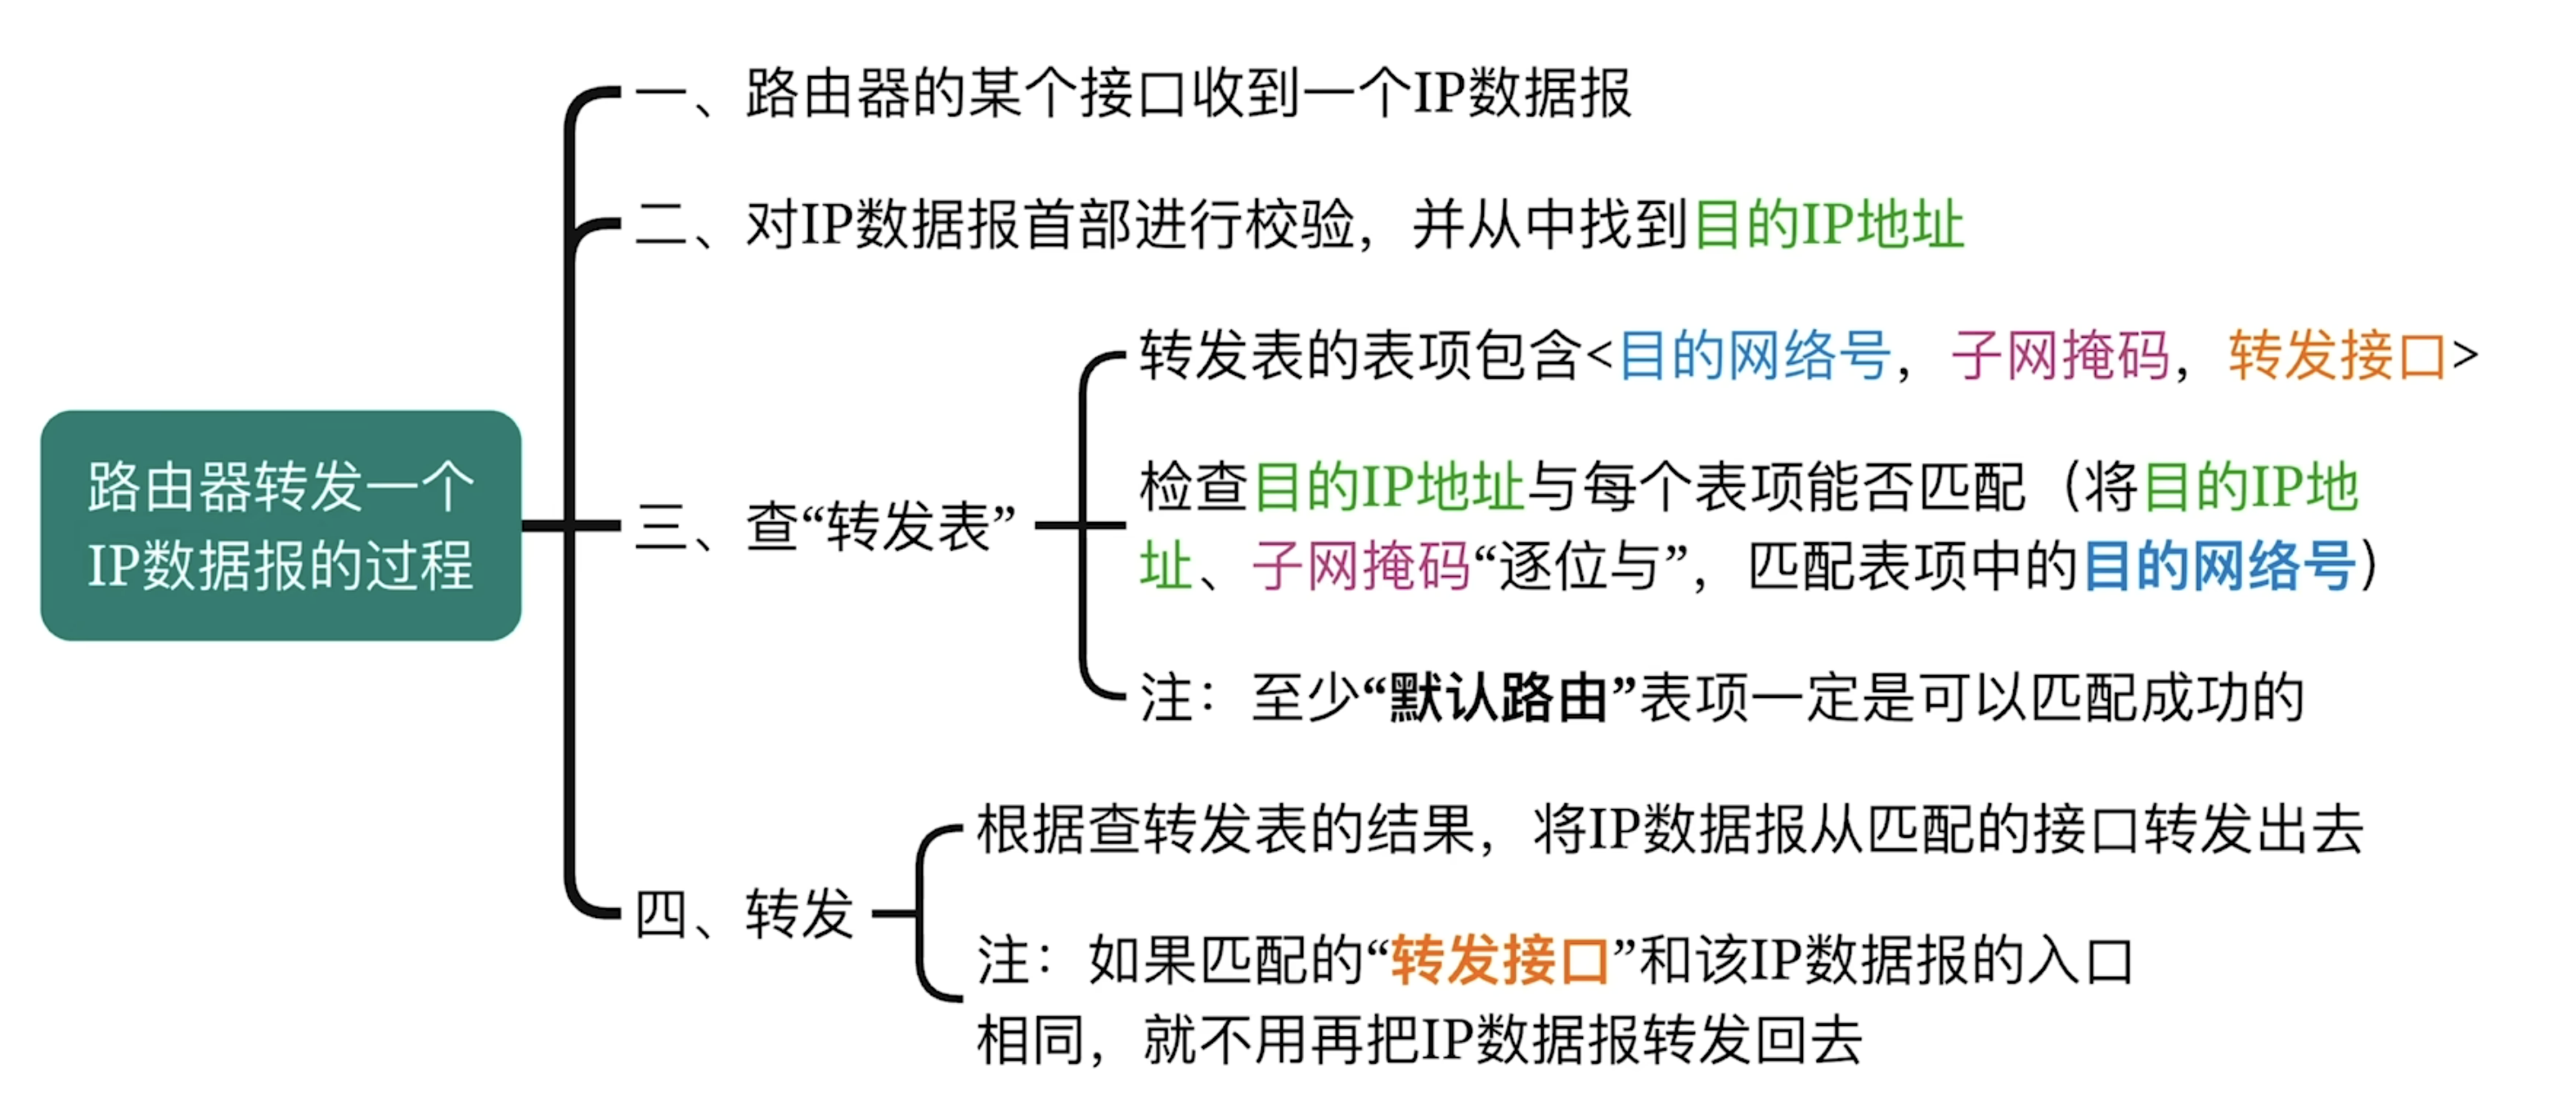 路由器转发一个
IP数据报的过程
一、路由器的某个接口收到一个IP数据报
二、对IP数据报首部进行校验，并从中找到目的IP地址
三、查“转发表”
转发表的表项包含<目的网络号，子网掩码，转发接口>
检查目的IP地址与每个表项能否匹配（将目的IP地
址、子网掩码“逐位与”，匹配表项中的目的网络号）
注：至少“默认路由”表项一定是可以匹配成功的
四、转发
根据查转发表的结果，将IP数据报从匹配的接口转发出去
注：如果匹配的“转发接口”和该IP数据报的入口
相同，就不用再把IP数据报转发回去